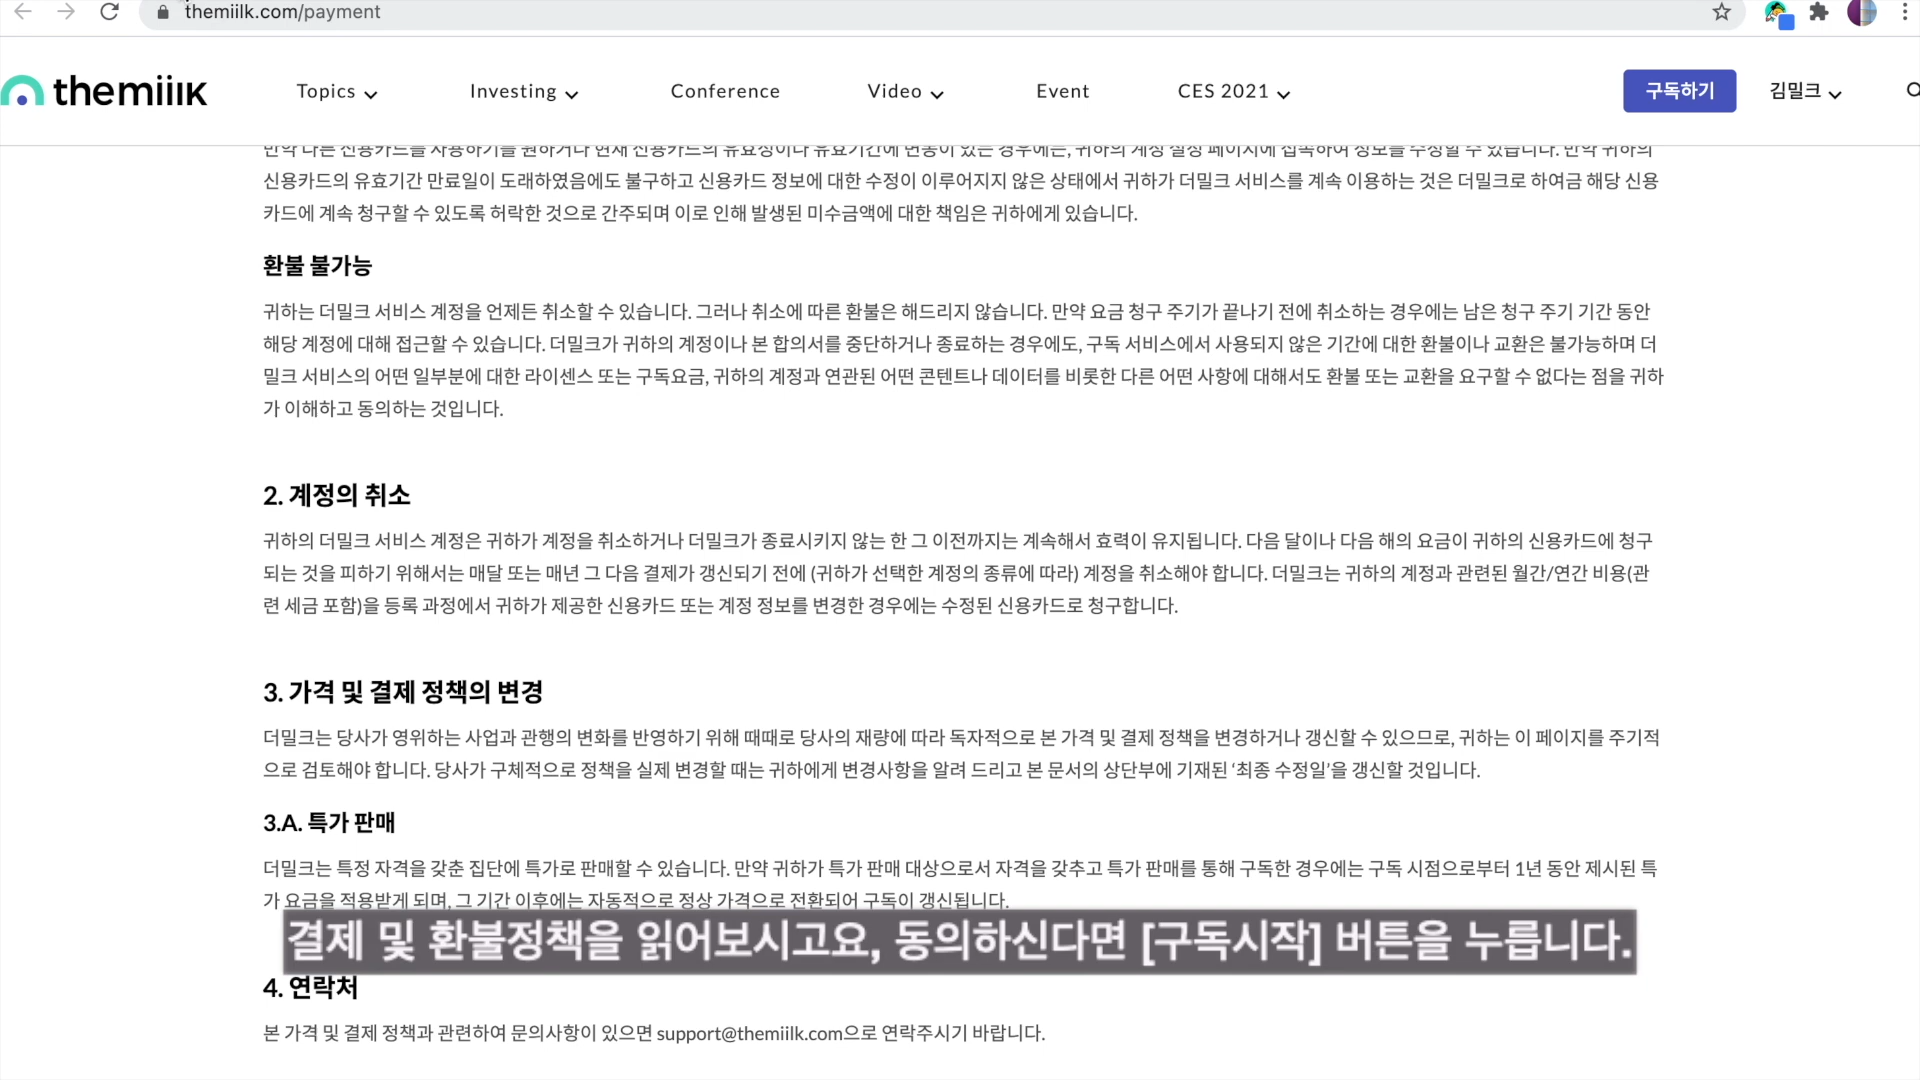 themiilk.com/payment
themiilk
Topics
Investing
Conference
Video
Event
CES 2021
구독하기
김밀크
만약 다른 신용카드를 사용하기를 원하거나 현재 신용카드의 유효성이나 유효기간에 변동이 있는 경우에는, 귀하의 계정 설정 페이지에 접속하여 정보를 수정할 수 있습니다. 만약 귀하의
신용카드의 유효기간 만료일이 도래하였음에도 불구하고 신용카드 정보에 대한 수정이 이루어지지 않은 상태에서 귀하가 더밀크 서비스를 계속 이용하는 것은 더밀크로 하여금 해당 신용
카드에 계속 청구할 수 있도록 허락한 것으로 간주되며 이로 인해 발생된 미수금액에 대한 책임은 귀하에게 있습니다.
환불 불가능
귀하는 더밀크 서비스 계정을 언제든 취소할 수 있습니다. 그러나 취소에 따른 환불은 해드리지 않습니다. 만약 요금 청구 주기가 끝나기 전에 취소하는 경우에는 남은 청구 주기 기간 동안
해당 계정에 대해 접근할 수 있습니다. 더밀크가 귀하의 계정이나 본 합의서를 중단하거나 종료하는 경우에도, 구독 서비스에서 사용되지 않은 기간에 대한 환불이나 교환은 불가능하며 더
밀크 서비스의 어떤 일부분에 대한 라이센스 또는 구독요금, 귀하의 계정과 연관된 어떤 콘텐트나 데이터를 비롯한 다른 어떤 사항에 대해서도 환불 또는 교환을 요구할 수 없다는 점을 귀하
가 이해하고 동의하는 것입니다.
2. 계정의 취소
귀하의 더밀크 서비스 계정은 귀하가 계정을 취소하거나 더밀크가 종료시키지 않는 한 그 이전까지는 계속해서 효력이 유지됩니다. 다음 달이나 다음 해의 요금이 귀하의 신용카드에 청구
되는 것을 피하기 위해서는 매달 또는 매년 그 다음 결제가 갱신되기 전에 (귀하가 선택한 계정의 종류에 따라) 계정을 취소해야 합니다. 더밀크는 귀하의 계정과 관련된 월간/연간 비용(관
련 세금 포함)을 등록 과정에서 귀하가 제공한 신용카드 또는 계정 정보를 변경한 경우에는 수정된 신용카드로 청구합니다.
3. 가격 및 결제 정책의 변경
더밀크는 당사가 영위하는 사업과 관행의 변화를 반영하기 위해 때때로 당사의 재량에 따라 독자적으로 본 가격 및 결제 정책을 변경하거나 갱신할 수 있으므로, 귀하는 이 페이지를 주기적
으로 검토해야 합니다. 당사가 구체적으로 정책을 실제 변경할 때는 귀하에게 변경사항을 알려 드리고 본 문서의 상단부에 기재된 ‘최종 수정일’을 갱신할 것입니다.
3.A. 특가 판매
더밀크는 특정 자격을 갖춘 집단에 특가로 판매할 수 있습니다. 만약 귀하가 특가 판매 대상으로서 자격을 갖추고 특가 판매를 통해 구독한 경우에는 구독 시점으로부터 1년 동안 제시된 특
가 요금을 적용받게 되며, 그 기간 이후에는 자동적으로 정상 가격으로 전환되어 구독이 갱신됩니다.
결제 및 환불정책을 읽어보시고요, 동의하신다면 [구독시작] 버튼을 누릅니다.
4. 연락처
본 가격 및 결제 정책과 관련하여 문의사항이 있으면 support@themiilk.com으로 연락주시기 바랍니다.